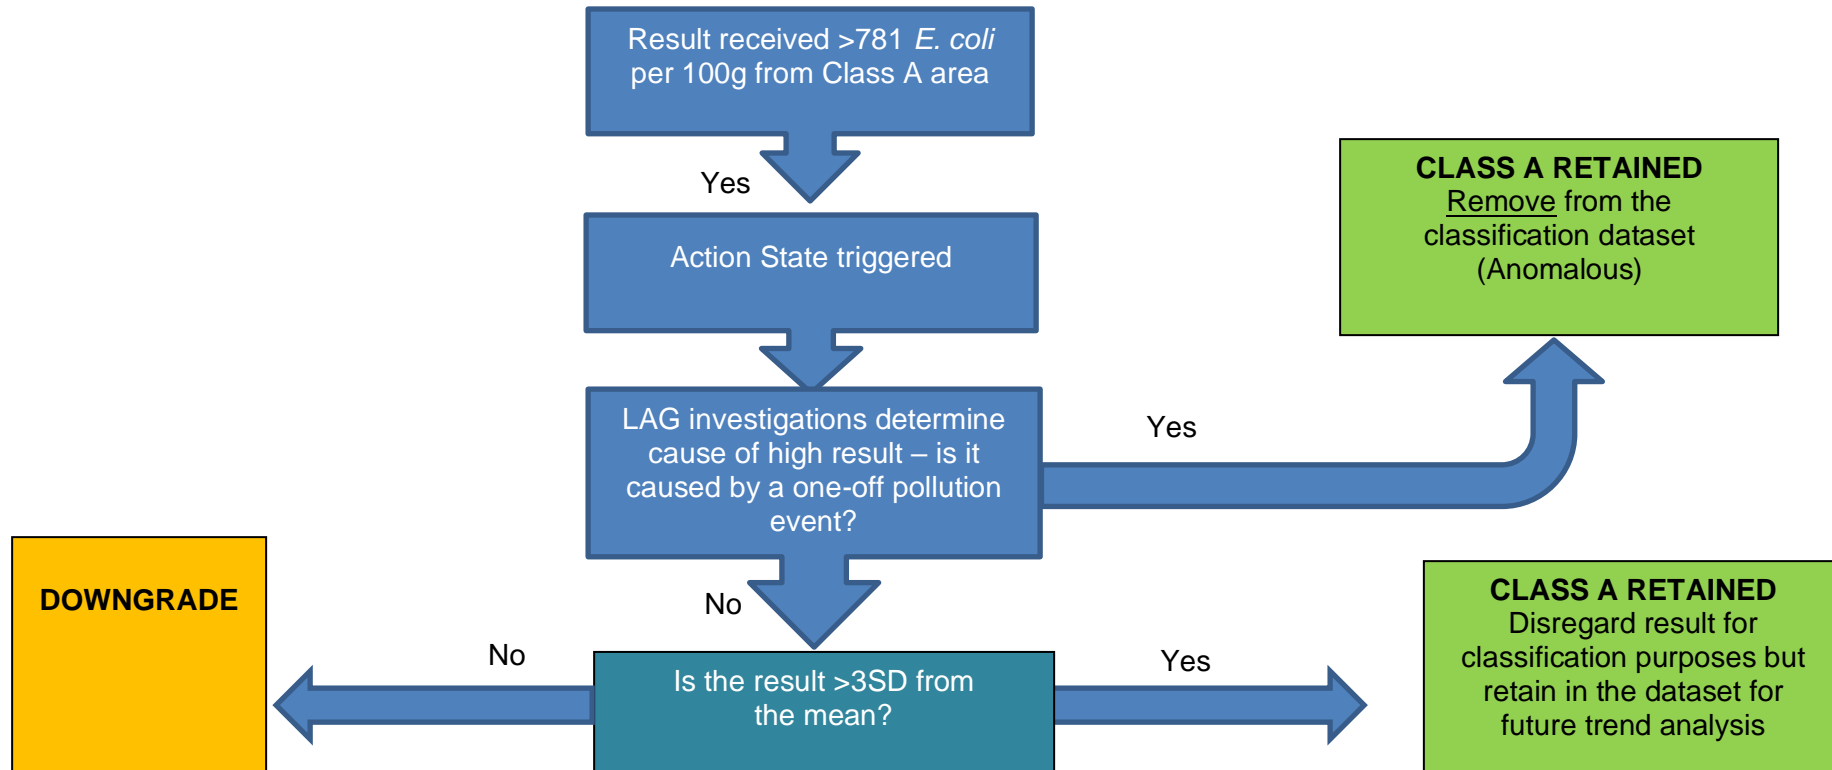 Result received >781 E. coli
per 100g from Class A area
Yes
Action State triggered
CLASS A RETAINED
Remove from the
classification dataset
(Anomalous)
LAG investigations determine
cause of high result – is it
caused by a one-off pollution
event?
Yes
No
DOWNGRADE
No
Is the result >3SD from
the mean?
Yes
CLASS A RETAINED
Disregard result for
classification purposes but
retain in the dataset for
future trend analysis